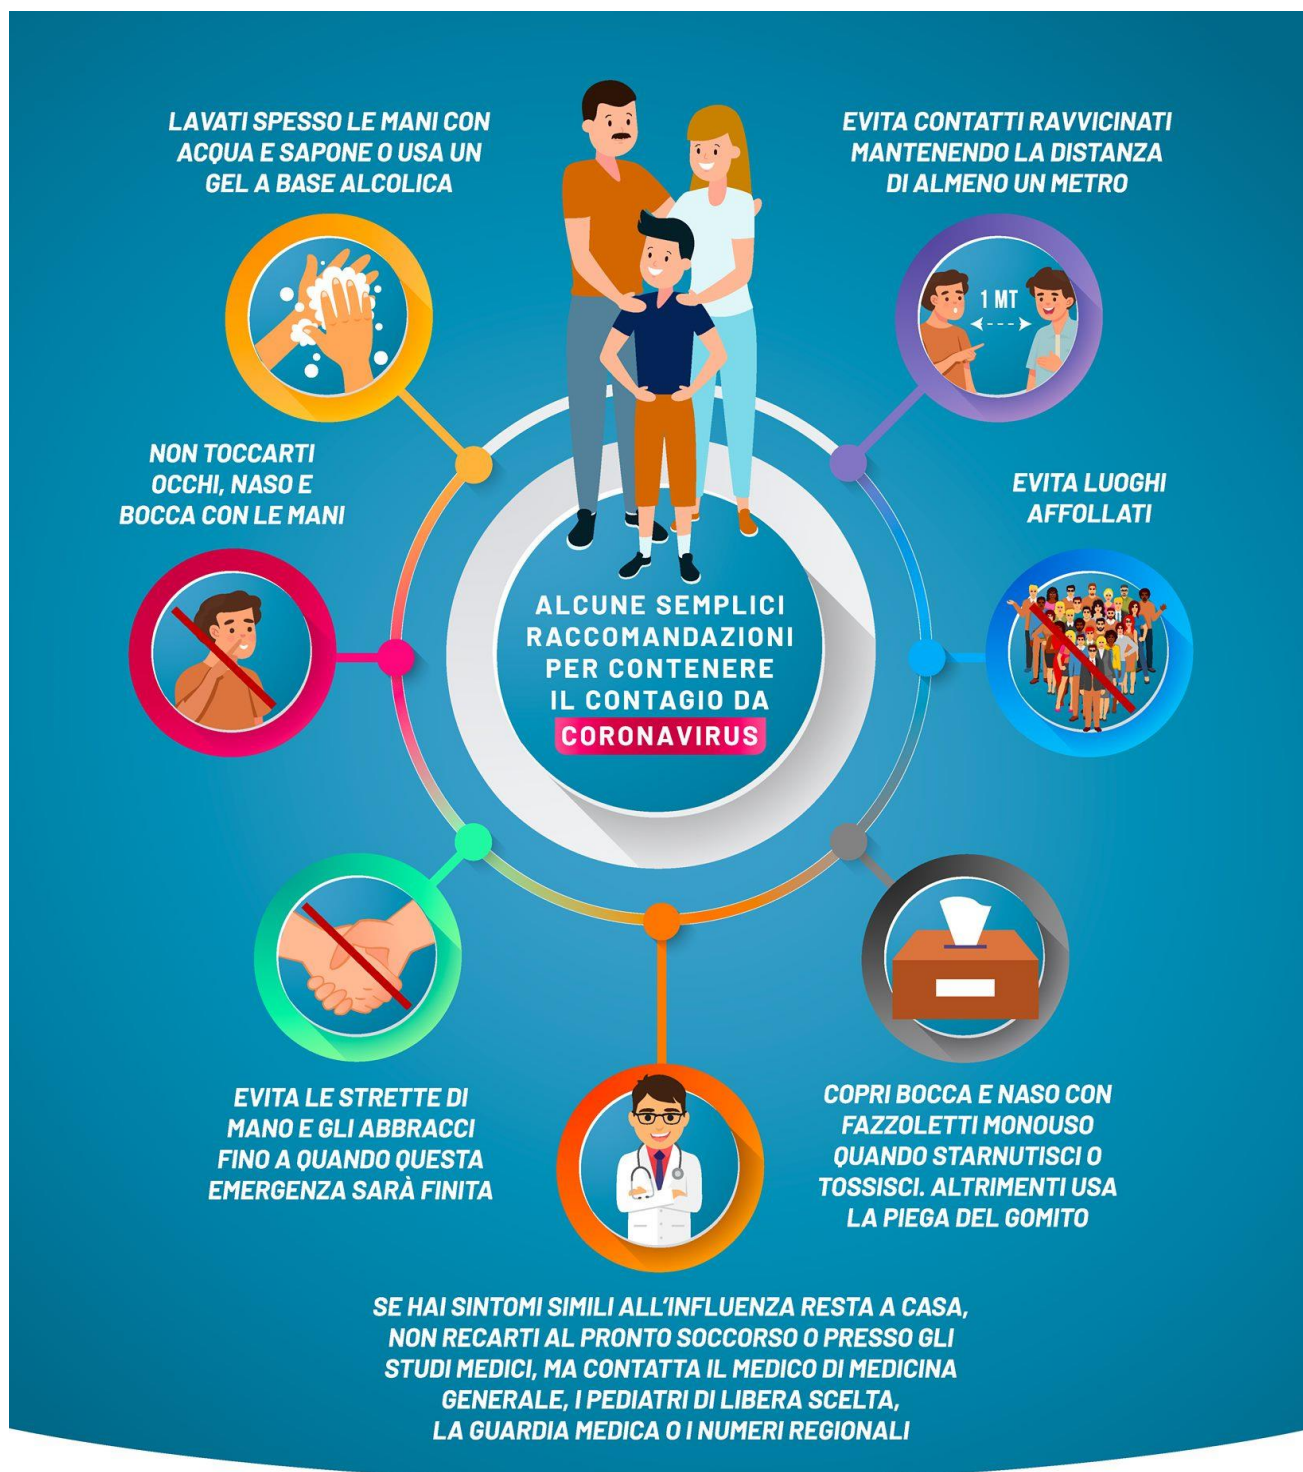 LAVATI SPESSO LE MANI CON
ACQUA E SAPONE O USA UN
GEL A BASE ALCOLICA
EVITA CONTATTI RAVVICINATI
MANTENENDO LA DISTANZA
DI ALMENO UN METRO
1 MT
NON TOCCARTI
OCCHI, NASO E
BOCCA CON LE MANI
EVITA LUOGHI
AFFOLLATI
ALCUNE SEMPLICI
RACCOMANDAZIONI
PER CONTENERE
IL CONTAGIO DA
CORONAVIRUS
EVITA LE STRETTE DI
MANO E GLI ABBRACCI
FINO A QUANDO QUESTA
EMERGENZA SARÀ FINITA
COPRI BOCCA E NASO CON
FAZZOLETTI MONOUSO
QUANDO STARNUTISCI O
TOSSISCI. ALTRIMENTI USA
LA PIEGA DEL GOMITO
SE HAI SINTOMI SIMILI ALL'INFLUENZA RESTA A CASA,
NON RECARTI AL PRONTO SOCCORSO O PRESSO GLI
STUDI MEDICI, MA CONTATTA IL MEDICO DI MEDICINA
GENERALE, I PEDIATRI DI LIBERA SCELTA,
LA GUARDIA MEDICA O I NUMERI REGIONALI